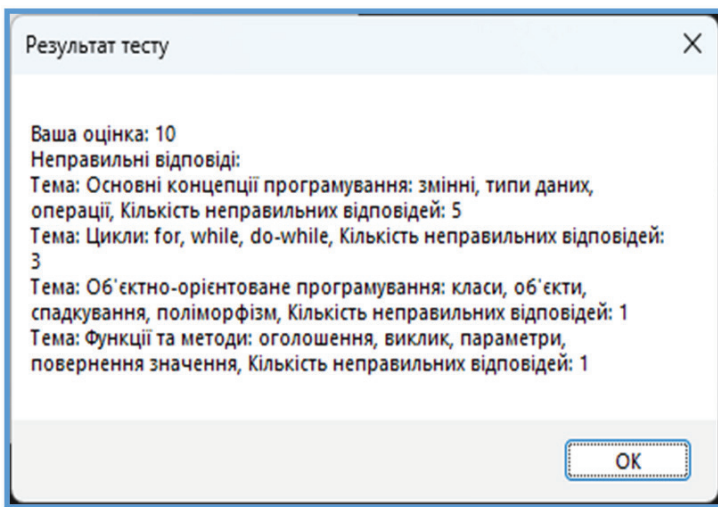 Результат тесту
Ваша оцінка: 10
Неправильні відповіді:
Тема: Основні концепції програмування: змінні, типи даних,
операції, Кількість неправильних відповідей: 5
Тема: Цикли: for, while, do-while, Кількість неправильних відповідей:
3
Тема: Об'єктно-орієнтоване програмування: класи, об'єкти,
спадкування, поліморфізм, Кількість неправильних відповідей: 1
Тема: Функції та методи: оголошення, виклик, параметри,
повернення значення, Кількість неправильних відповідей: 1
OK